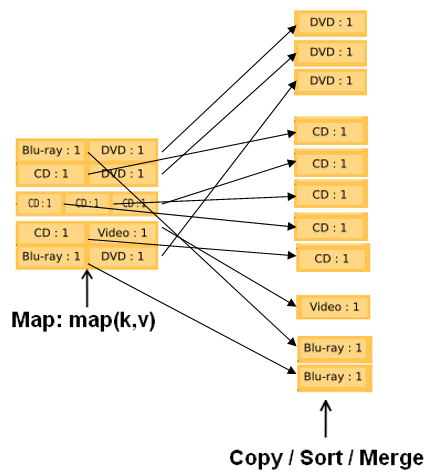 DVD : 1
DVD : 1
DVD : 1
CD : 1
CD : 1
CD : 1
CD : 1
CD : 1
Video : 1
Blu-ray : 1
Blu-ray : 1
Blu-ray : 1 DVD : 1
CD : 1 DVD : 1
CD : 1 CD : 1 CD : 1
CD : 1 Video : 1
Blu-ray : 1 DVD : 1
Map: map(k,v)
Copy / Sort / Merge